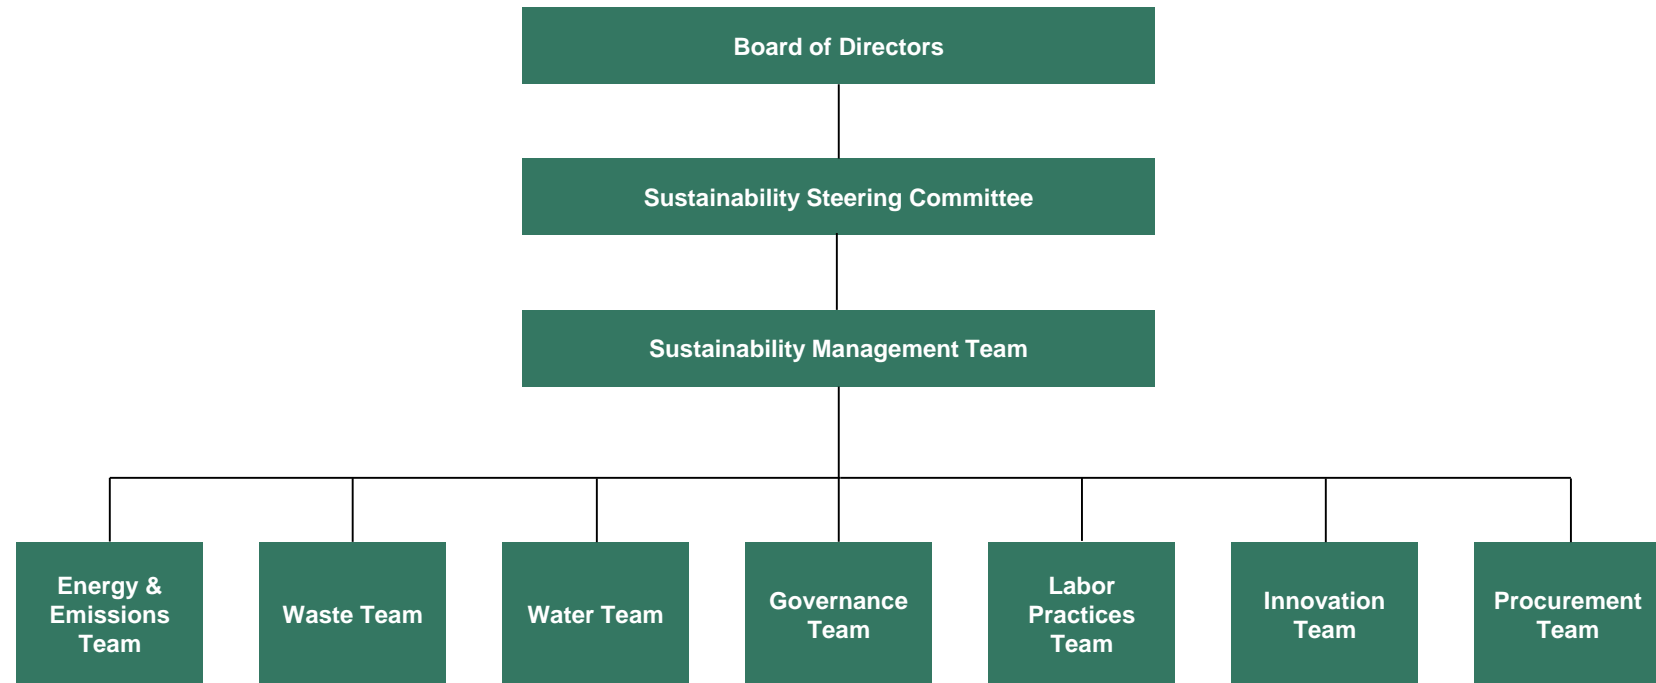 Board of Directors
Sustainability Steering Committee
Sustainability Management Team
Energy &
Emissions
Team
Waste Team
Water Team
Governance
Team
Labor
Practices
Team
Innovation
Team
Procurement
Team